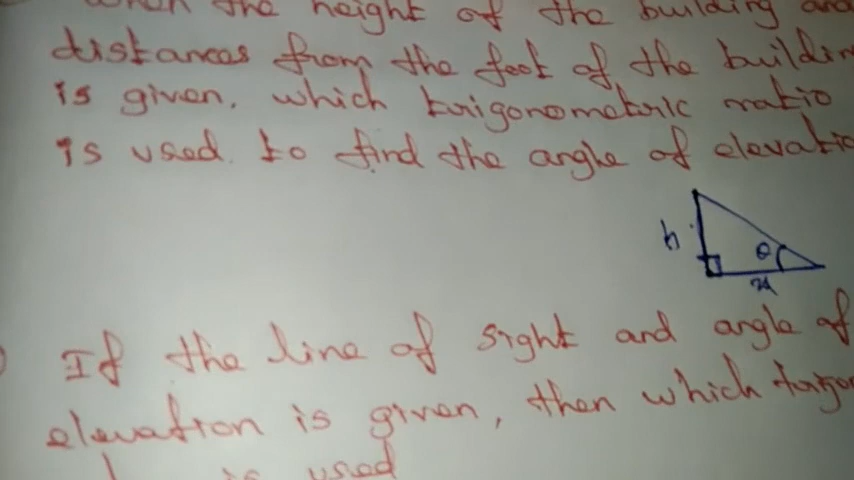 when the height of the building and
distances from the foot of the buildin
is given. which trigonometric ratio
is used to find the angle of elevatio
h
θ
x
If the line of sight and angle of
elevation is given, then which
is used